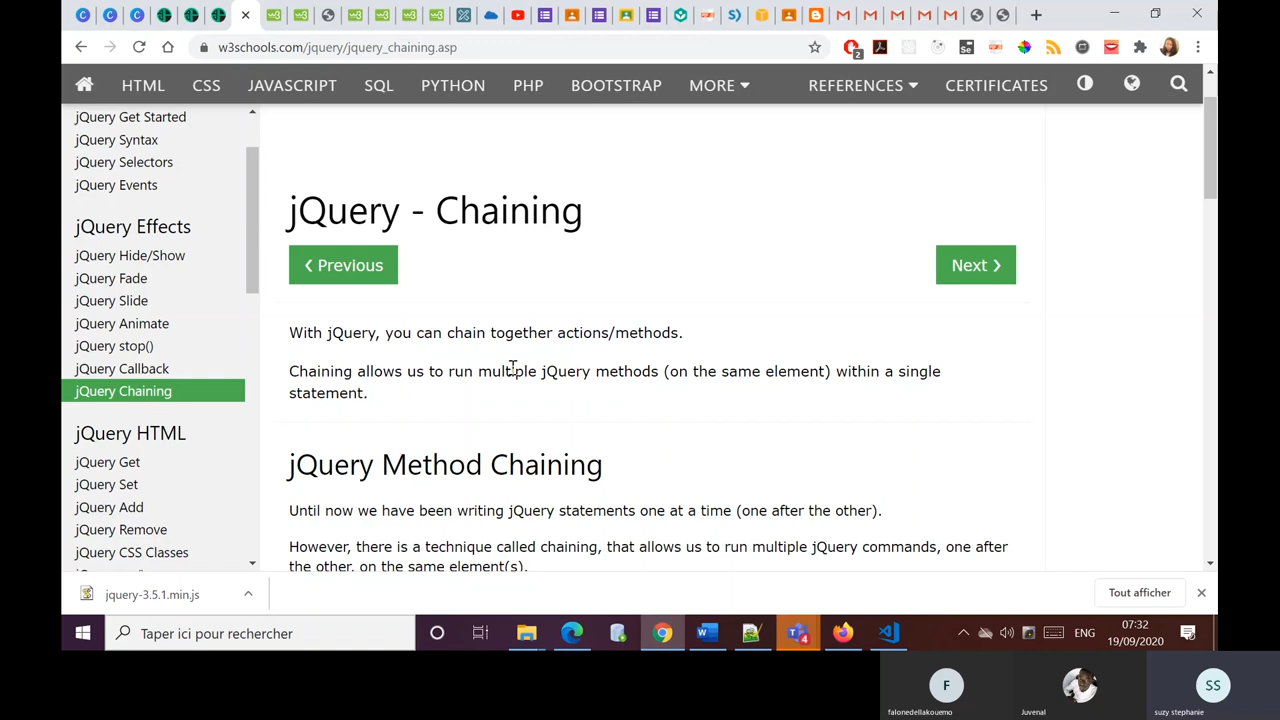 w3schools.com/jquery/jquery_chaining.asp
2
HTML CSS JAVASCRIPT SQL PYTHON PHP BOOTSTRAP MORE REFERENCES CERTIFICATES
jQuery Get Started
jQuery Syntax
jQuery Selectors
jQuery Events
jQuery Effects
jQuery Hide/Show
jQuery Fade
jQuery Slide
jQuery Animate
jQuery stop()
jQuery Callback
jQuery Chaining
jQuery HTML
jQuery Get
jQuery Set
jQuery Add
jQuery Remove
jQuery CSS Classes
jQuery - Chaining
❮ Previous
Next ❯
With jQuery, you can chain together actions/methods.
Chaining allows us to run multiple jQuery methods (on the same element) within a single
statement.
jQuery Method Chaining
Until now we have been writing jQuery statements one at a time (one after the other).
However, there is a technique called chaining, that allows us to run multiple jQuery commands, one after
the other, on the same element(s).
jquery-3.5.1.min.js
Tout afficher
Taper ici pour rechercher
4
ENG
07:32
19/09/2020
F
SS
falonedellakouemo
Juvenal
suzy stephanie